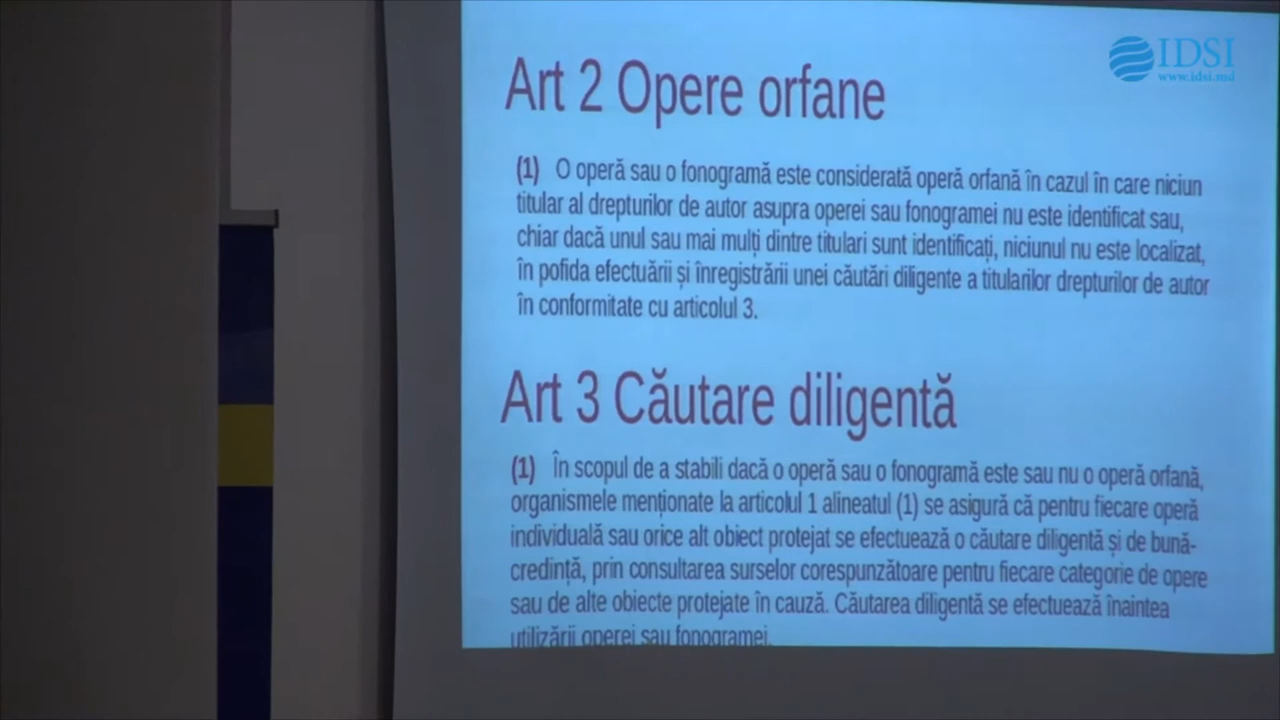 IDSI
www.idsi.md
Art 2 Opere orfane
(1) O operă sau o fonogramă este considerată operă orfană în cazul în care niciun
titular al drepturilor de autor asupra operei sau fonogramei nu este identificat sau,
chiar dacă unul sau mai mulți dintre titulari sunt identificați, niciunul nu este localizat,
în pofida efectuării și înregistrării unei căutări diligente a titularilor drepturilor de autor
în conformitate cu articolul 3.
Art 3 Căutare diligentă
(1) În scopul de a stabili dacă o operă sau o fonogramă este sau nu o operă orfană,
organismele menționate la articolul 1 alineatul (1) se asigură că pentru fiecare operă
individuală sau orice alt obiect protejat se efectuează o căutare diligentă și de bună-
credință, prin consultarea surselor corespunzătoare pentru fiecare categorie de opere
sau de alte obiecte protejate în cauză. Căutarea diligentă se efectuează înaintea
utilizării operei sau fonogramei.